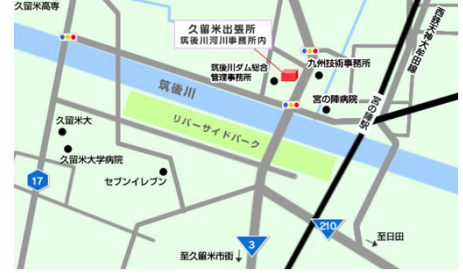 久留米高専
久留米出張所
筑後川河川事務所内
西鉄天神大牟田線
筑後川ダム総合
管理事務所
九州技術事務所
宮の陣病院
宮の陣駅
筑後川
リバーサイドパーク
久留米大
久留米大学病院
セブンイレブン
17
3
210
至日田
至久留米市街